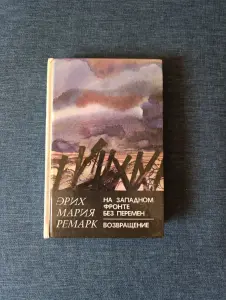 ЭРИХ
МАРИЯ
РЕМАРК
НА ЗАПАДНОМ
ФРОНТЕ
БЕЗ ПЕРЕМЕН
ВОЗВРАЩЕНИЕ